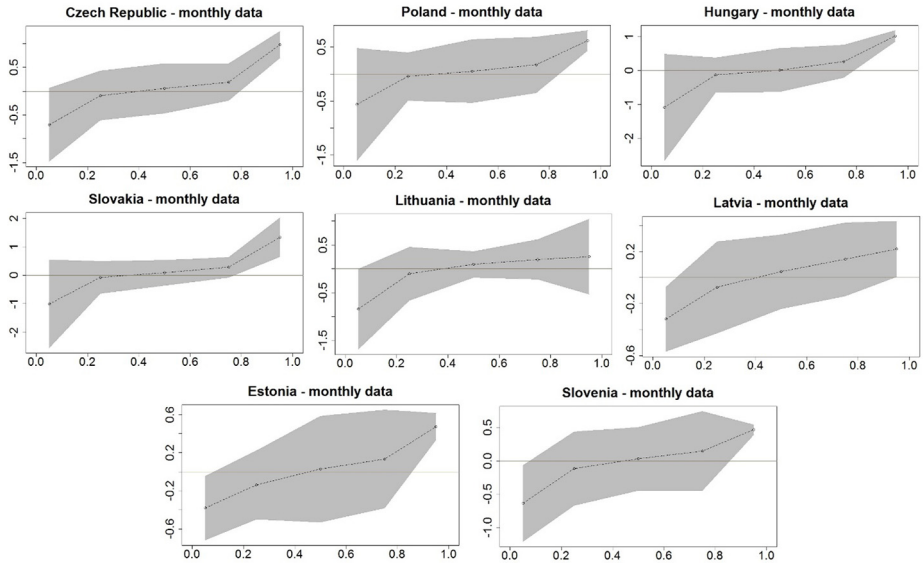 Czech Republic - monthly data
0.5
-0.5
-1.5
0.0 0.2 0.4 0.6 0.8 1.0
Poland - monthly data
0.5
-0.5
-1.5
0.0 0.2 0.4 0.6 0.8 1.0
Hungary - monthly data
1
0
-1
-2
0.0 0.2 0.4 0.6 0.8 1.0
Slovakia - monthly data
2
1
0
-1
-2
0.0 0.2 0.4 0.6 0.8 1.0
Lithuania - monthly data
0.5
-0.5
-1.5
0.0 0.2 0.4 0.6 0.8 1.0
Latvia - monthly data
0.2
-0.2
-0.6
0.0 0.2 0.4 0.6 0.8 1.0
Estonia - monthly data
0.6
0.2
-0.2
-0.6
0.0 0.2 0.4 0.6 0.8 1.0
Slovenia - monthly data
0.5
0.0
-0.5
-1.0
0.0 0.2 0.4 0.6 0.8 1.0